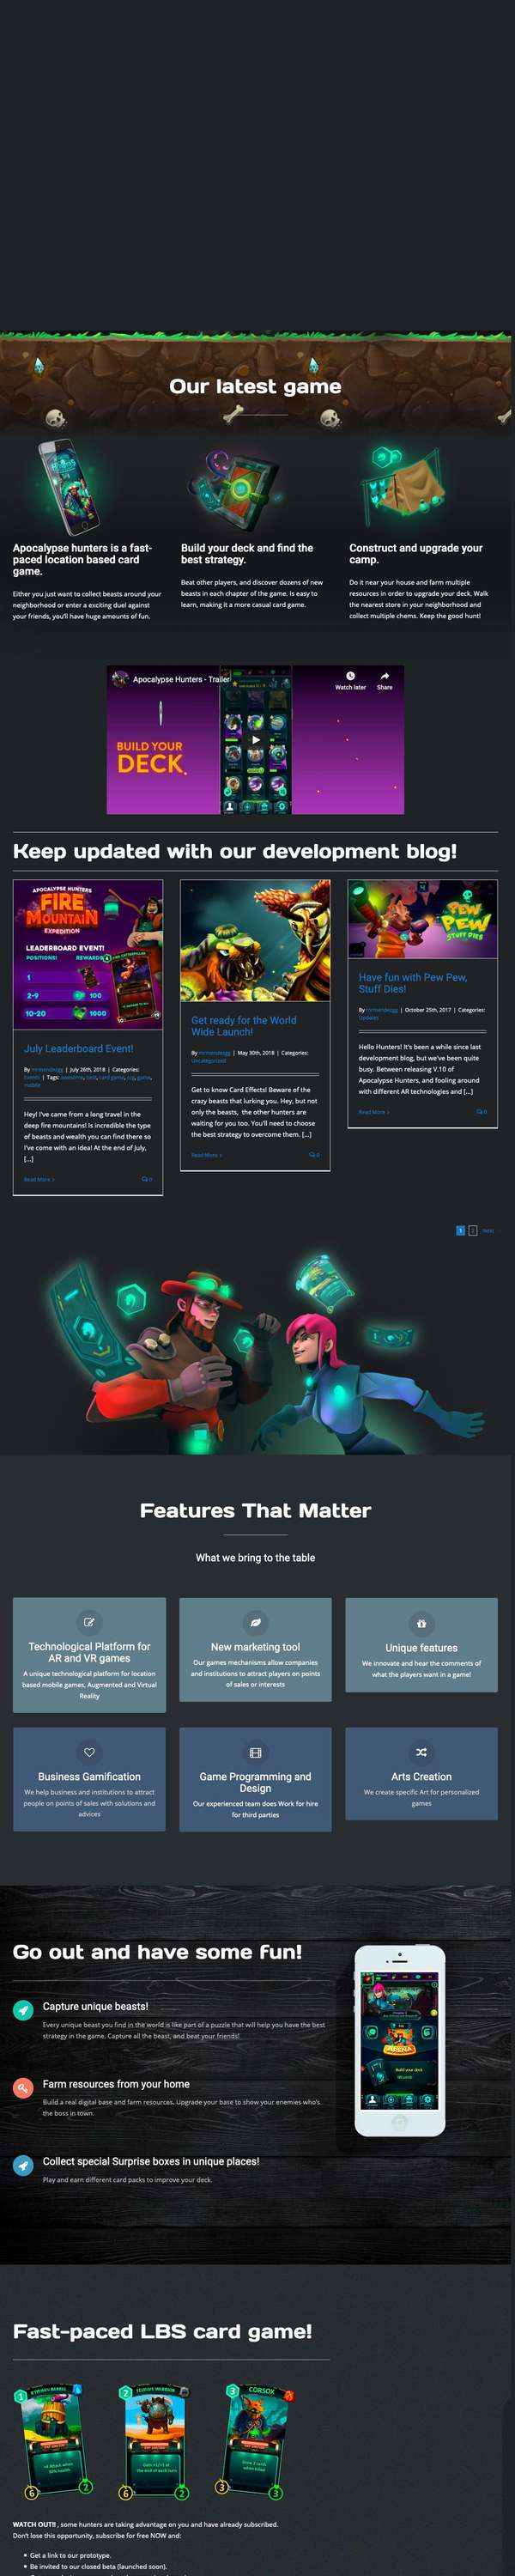 Our latest game
Apocalypse hunters is a fast-
paced location based card
game.
Either you just want to collect beasts around your
neighborhood or enter a exciting duel against
your friends, you'll have huge amounts of fun.
Build your deck and find the
best strategy.
Beat other players, and discover dozens of new
beasts in each chapter of the game. Is easy to
learn, making it a more casual card game.
Construct and upgrade your
camp.
Do it near your house and farm multiple
resources in order to upgrade your deck. Walk
the nearest store in your neighborhood and
collect multiple chems. Keep the good hunt!
Apocalypse Hunters - Trailer
Watch later
Share
BUILD YOUR
DECK.
Keep updated with our development blog!
APOCALYPSE HUNTERS
FIRE
MOUNTAIN
EXPEDITION
LEADERBOARD EVENT!
POSITIONS! REWARDS
1
2-9 100
10-20 1000
July Leaderboard Event!
By mrmendezgg | July 26th, 2018 | Categories:
Events | Tags: awesome, best, card game, ccg, game,
mobile
Hey! I've came from a long travel in the
deep fire mountains! Is incredible the type
of beasts and wealth you can find there so
I've come with an idea! At the end of July,
[...]
Read More >
0
Get ready for the World
Wide Launch!
By mrmendezgg | May 30th, 2018 | Categories:
Uncategorized
Get to know Card Effects! Beware of the
crazy beasts that lurking you. Hey, but not
only the beasts, the other hunters are
waiting for you too. You'll need to choose
the best strategy to overcome them. [...]
Read More >
0
PEW
PEW
STUFF DIES
Have fun with Pew Pew,
Stuff Dies!
By mrmendezgg | October 25th, 2017 | Categories:
Updates
Hello Hunters! It's been a while since last
development blog, but we've been quite
busy. Between releasing V.10 of
Apocalypse Hunters, and fooling around
with different AR technologies and [...]
Read More >
0
1 2 Next
Features That Matter
What we bring to the table
Technological Platform for
AR and VR games
A unique technological platform for location
based mobile games, Augmented and Virtual
Reality
New marketing tool
Our games mechanisms allow companies
and institutions to attract players on points
of sales or interests
Unique features
We innovate and hear the comments of
what the players want in a game!
Business Gamification
We help business and institutions to attract
people on points of sales with solutions and
advices
Game Programming and
Design
Our experienced team does Work for hire
for third parties
Arts Creation
We create specific Art for personalized
games
Go out and have some fun!
Capture unique beasts!
Every unique beast you find in the world is like part of a puzzle that will help you have the best
strategy in the game. Capture all the beast, and beat your friends!
Farm resources from your home
Build a real digital base and farm resources. Upgrade your base to show your enemies who's
the boss in town.
Collect special Surprise boxes in unique places!
Play and earn different card packs to improve your deck.
ARENA
Build your deck
Fast-paced LBS card game!
1
6
2
2
6
2
3
CORSOX
3
3
WATCH OUT!! , some hunters are taking advantage on you and have already subscribed.
Don't lose this opportunity, subscribe for free NOW and:
Get a link to our prototype.
Be invited to our closed beta (launched soon).